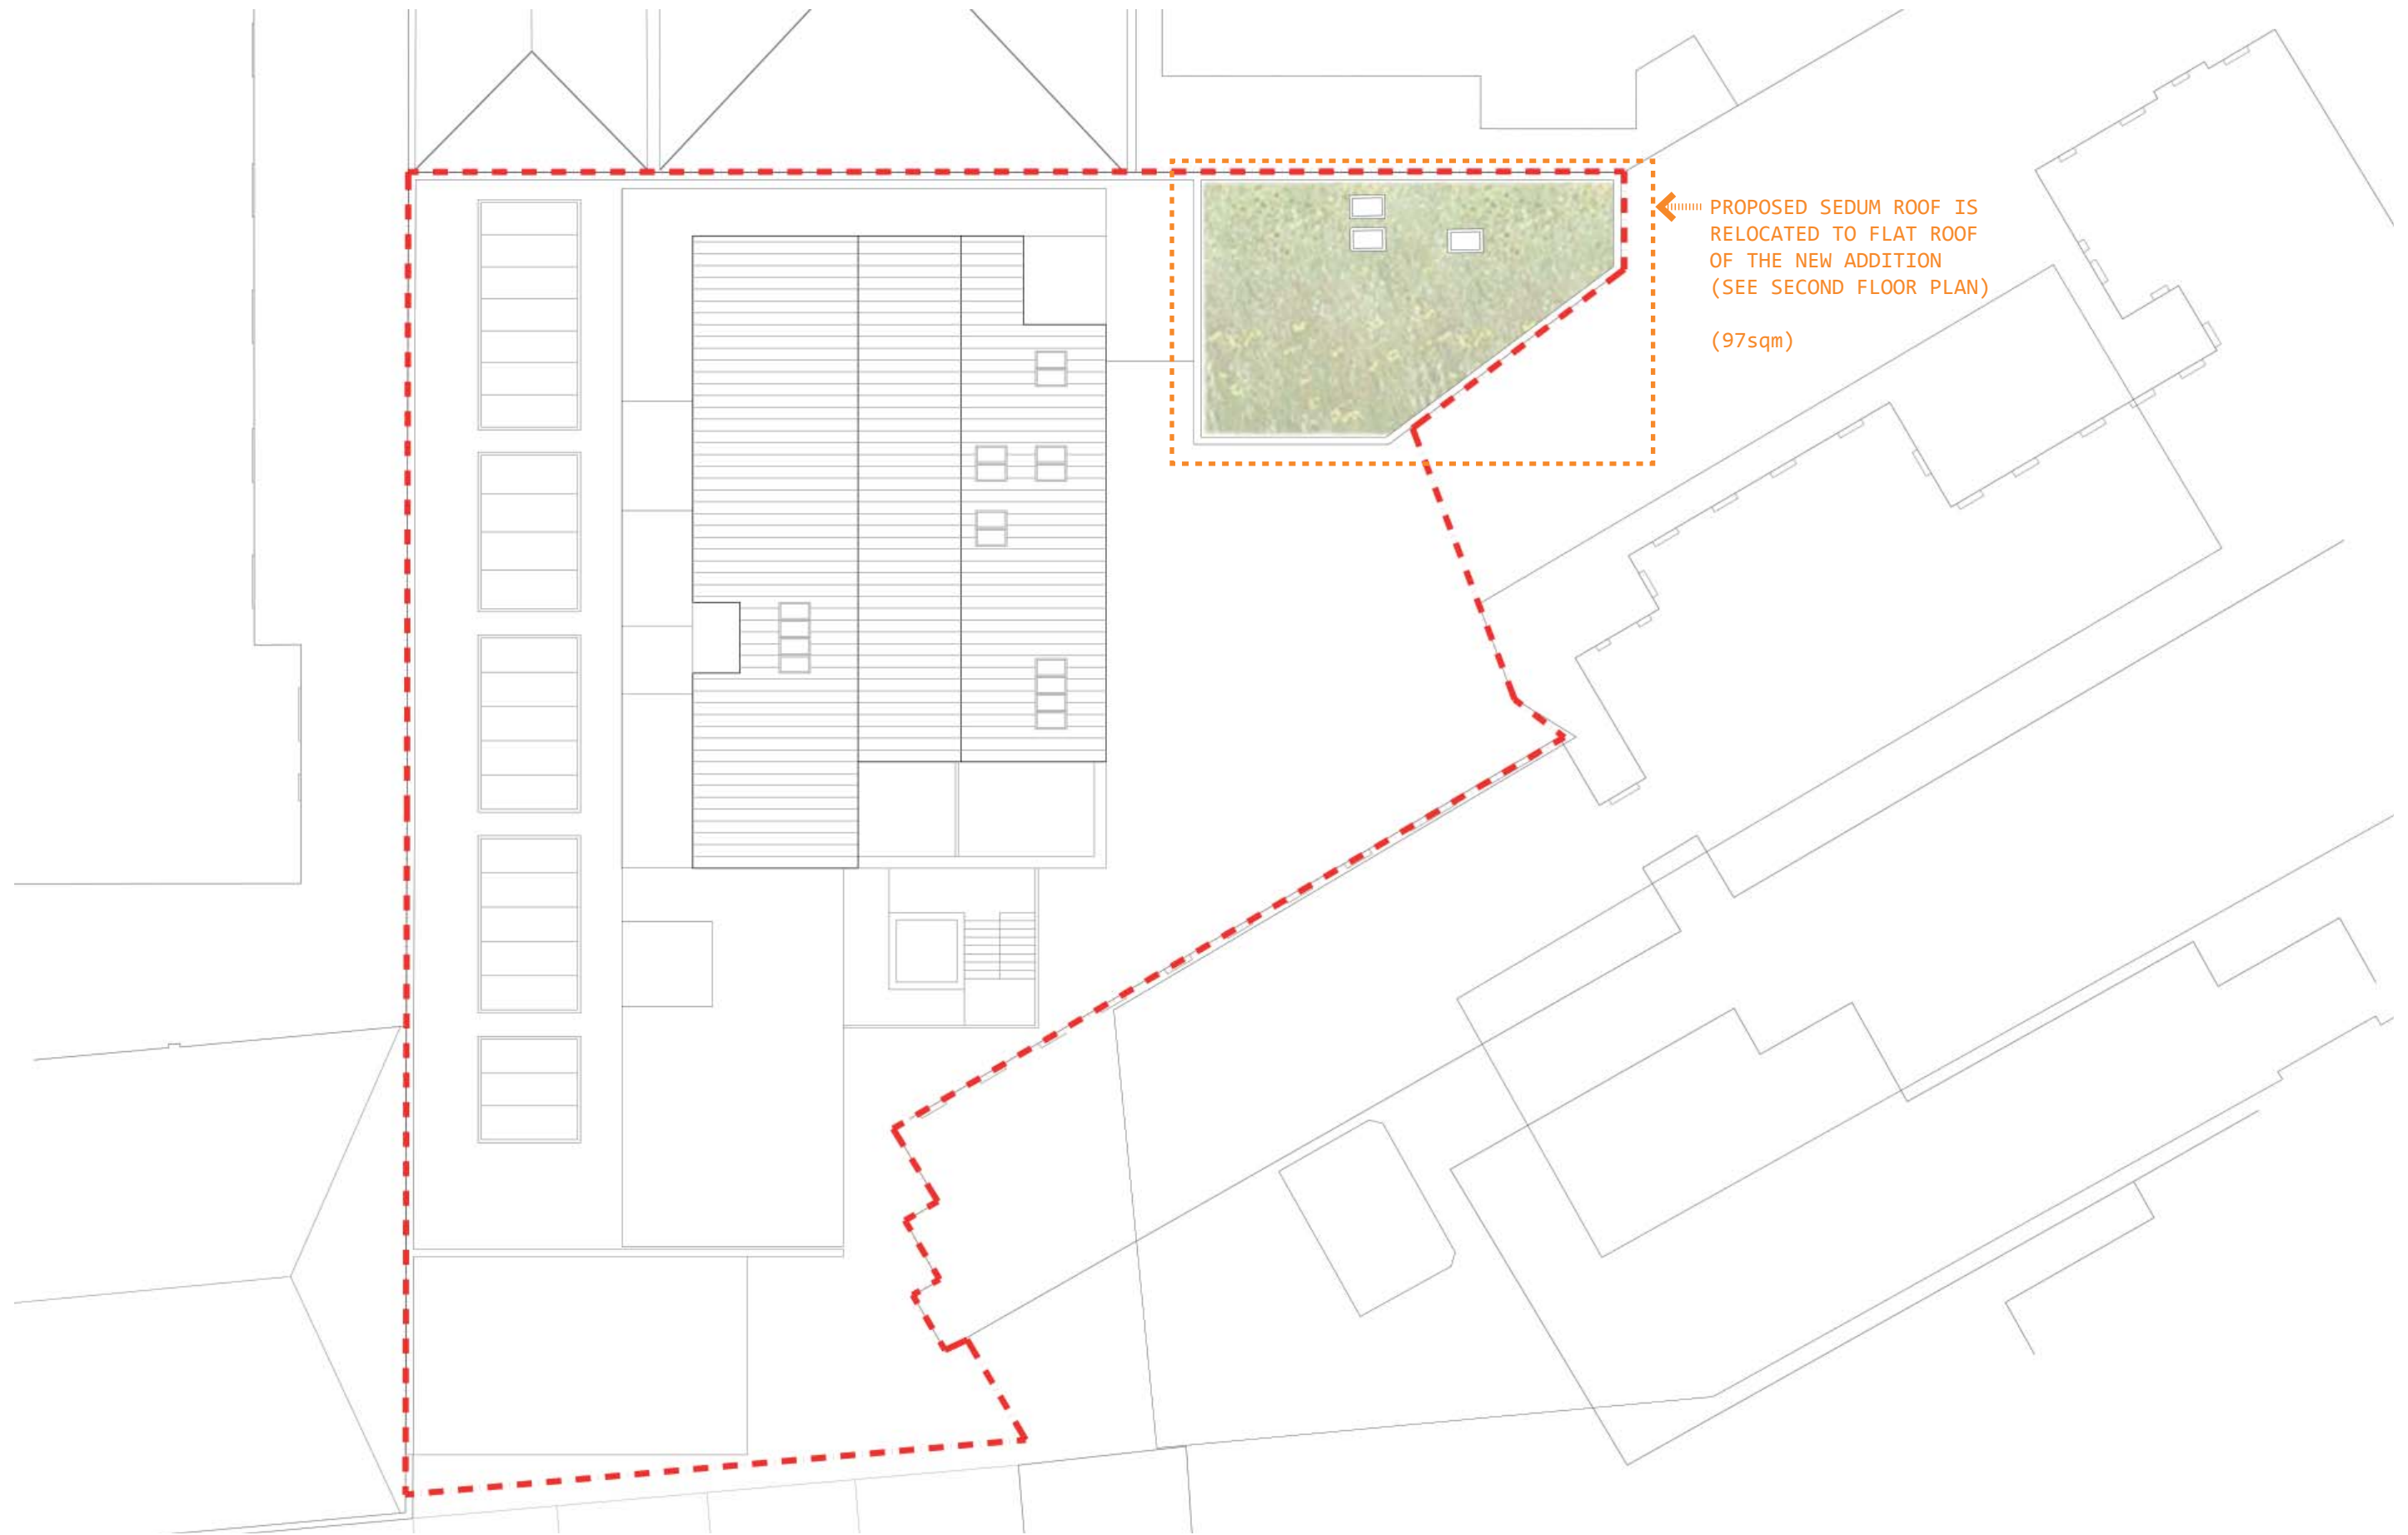 PROPOSED SEDUM ROOF IS
RELOCATED TO FLAT ROOF
OF THE NEW ADDITION
(SEE SECOND FLOOR PLAN)
(97sqm)